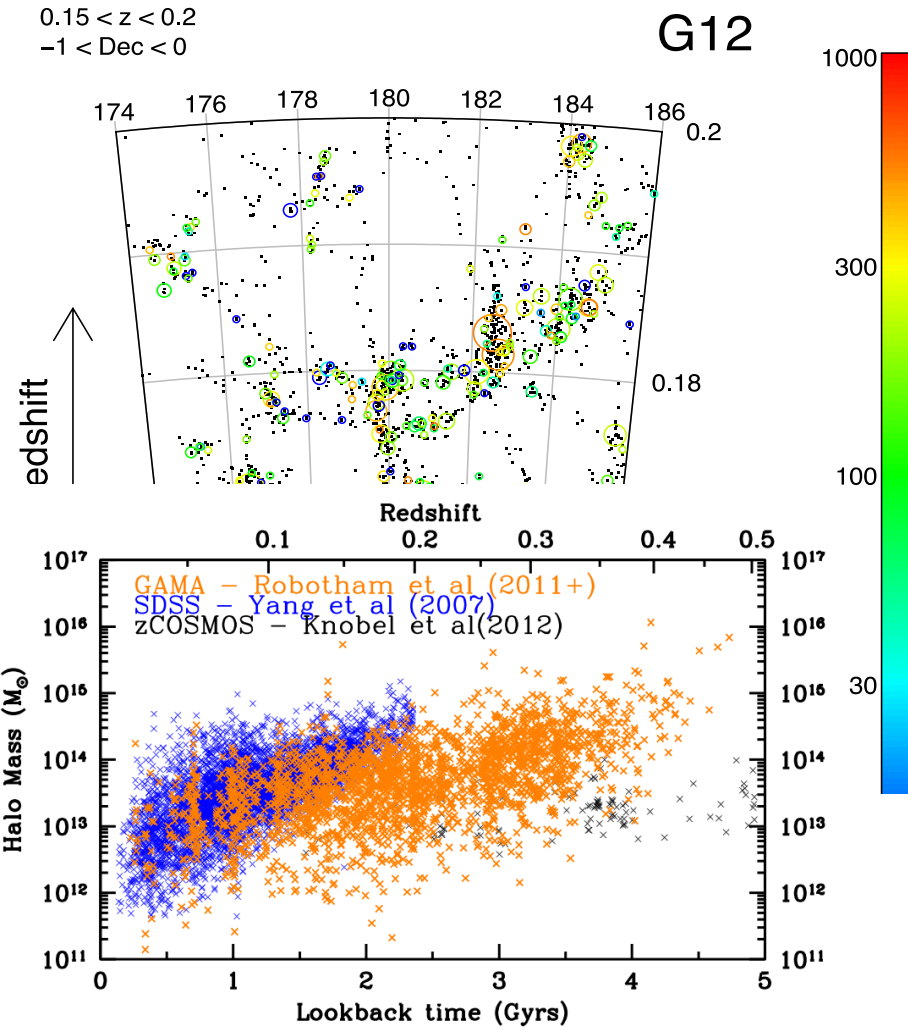 0.15 < z < 0.2
−1 < Dec < 0
G12
174 176 178 180 182 184 186
0.2
0.18
edshift
1000
300
100
30
Redshift
0.1 0.2 0.3 0.4 0.5
10¹⁷ 10¹⁷
GAMA − Robotham et al (2011+)
SDSS − Yang et al (2007)
zCOSMOS − Knobel et al(2012)
10¹⁶ 10¹⁶
10¹⁵ 10¹⁵
10¹⁴ 10¹⁴
10¹³ 10¹³
10¹² 10¹²
10¹¹ 10¹¹
Halo Mass (M☉)
0 1 2 3 4 5
Lookback time (Gyrs)